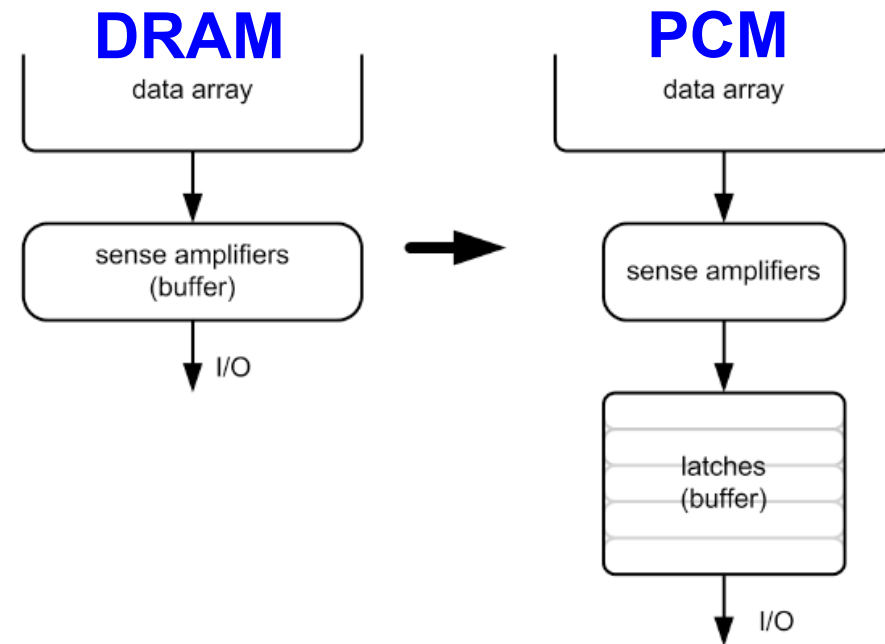 DRAM
data array
sense amplifiers
(buffer)
I/O
PCM
data array
sense amplifiers
latches
(buffer)
I/O